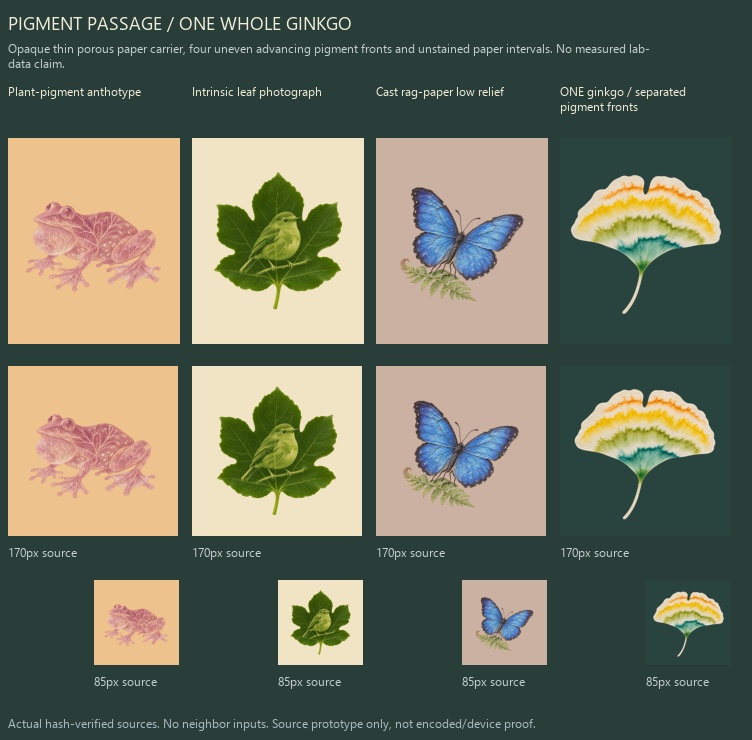 PIGMENT PASSAGE / ONE WHOLE GINKGO
Opaque thin porous paper carrier, four uneven advancing pigment fronts and unstained paper intervals. No measured lab-
data claim.
Plant-pigment anthotype
Intrinsic leaf photograph
Cast rag-paper low relief
ONE ginkgo / separated
pigment fronts
170px source
170px source
170px source
170px source
85px source
85px source
85px source
85px source
Actual hash-verified sources. No neighbor inputs. Source prototype only, not encoded/device proof.